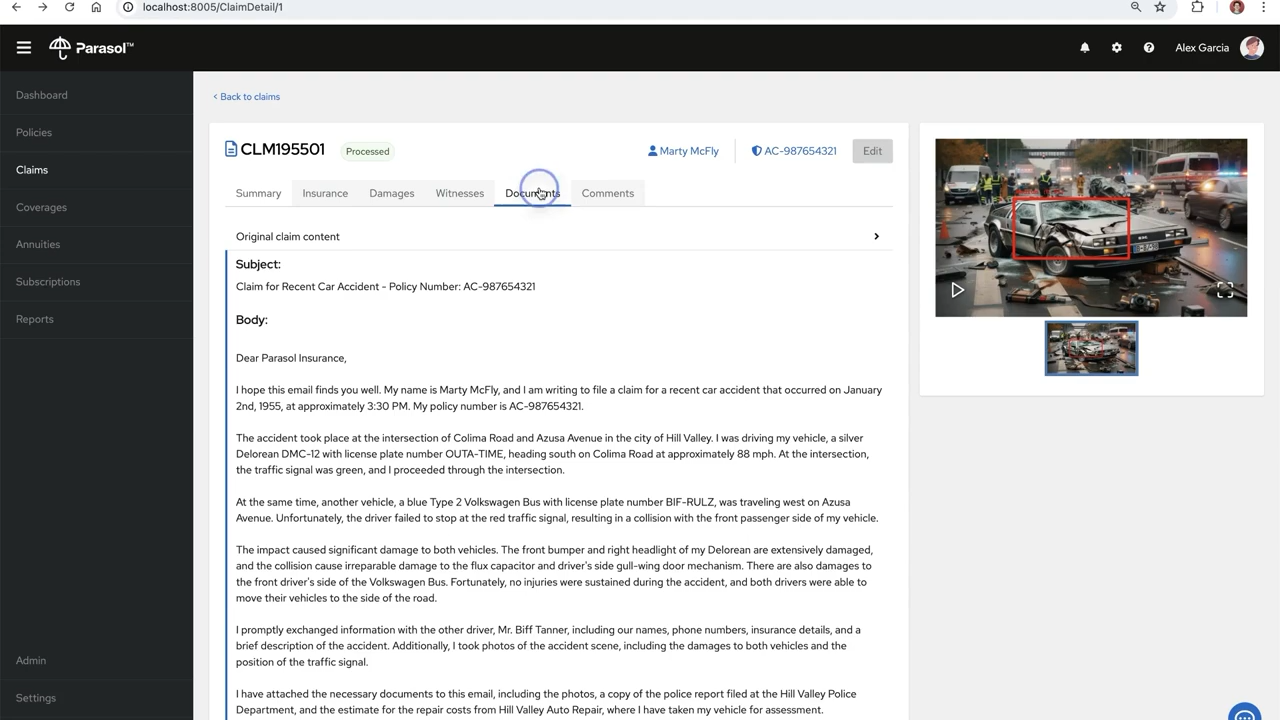 localhost:8005/ClaimDetail/1
Parasol™
Alex Garcia
Dashboard
Policies
Claims
Coverages
Annuities
Subscriptions
Reports
Admin
Settings
< Back to claims
CLM195501 Processed Marty McFly AC-987654321 Edit
Summary Insurance Damages Witnesses Documents Comments
Original claim content
Subject:
Claim for Recent Car Accident - Policy Number: AC-987654321
Body:
Dear Parasol Insurance,
I hope this email finds you well. My name is Marty McFly, and I am writing to file a claim for a recent car accident that occurred on January
2nd, 1955, at approximately 3:30 PM. My policy number is AC-987654321.
The accident took place at the intersection of Colima Road and Azusa Avenue in the city of Hill Valley. I was driving my vehicle, a silver
Delorean DMC-12 with license plate number OUTA-TIME, heading south on Colima Road at approximately 88 mph. At the intersection,
the traffic signal was green, and I proceeded through the intersection.
At the same time, another vehicle, a blue Type 2 Volkswagen Bus with license plate number BIF-RULZ, was traveling west on Azusa
Avenue. Unfortunately, the driver failed to stop at the red traffic signal, resulting in a collision with the front passenger side of my vehicle.
The impact caused significant damage to both vehicles. The front bumper and right headlight of my Delorean are extensively damaged,
and the collision cause irreparable damage to the flux capacitor and driver's side gull-wing door mechanism. There are also damages to
the front driver's side of the Volkswagen Bus. Fortunately, no injuries were sustained during the accident, and both drivers were able to
move their vehicles to the side of the road.
I promptly exchanged information with the other driver, Mr. Biff Tanner, including our names, phone numbers, insurance details, and a
brief description of the accident. Additionally, I took photos of the accident scene, including the damages to both vehicles and the
position of the traffic signal.
I have attached the necessary documents to this email, including the photos, a copy of the police report filed at the Hill Valley Police
Department, and the estimate for the repair costs from Hill Valley Auto Repair, where I have taken my vehicle for assessment.